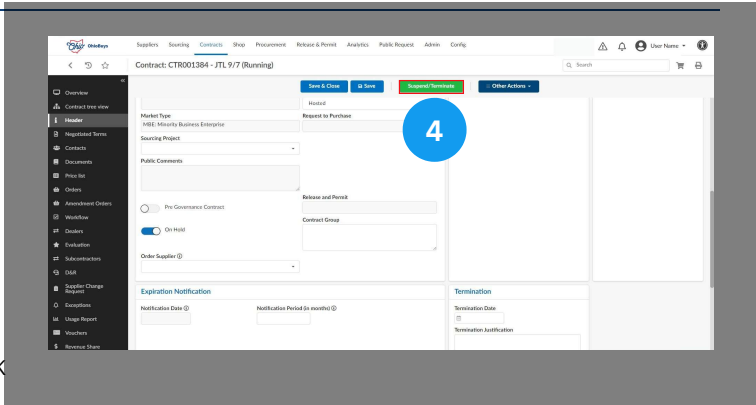 OhioBuys
Suppliers Sourcing Contracts Shop Procurement Release & Permit Analytics Public Request Admin Config
User Name
Contract: CTR001384 - JTL 9/7 (Running)
Search
Save & Close Save Suspend/Terminate Other Actions
Overview
Contract tree view
Header
Negotiated Terms
Contacts
Documents
Price list
Orders
Amendment Orders
Workflow
Dealers
Evaluation
Subcontractors
D&R
Supplier Change Request
Exceptions
Usage Report
Vouchers
Revenue Share
Hosted
Market Type
Request to Purchase
MBE: Minority Business Enterprise
4
Sourcing Project
Public Comments
Release and Permit
Pre Governance Contract
Contract Group
On Hold
Order Supplier
Expiration Notification
Termination
Notification Date
Notification Period (in months)
Termination Date
Termination Justification